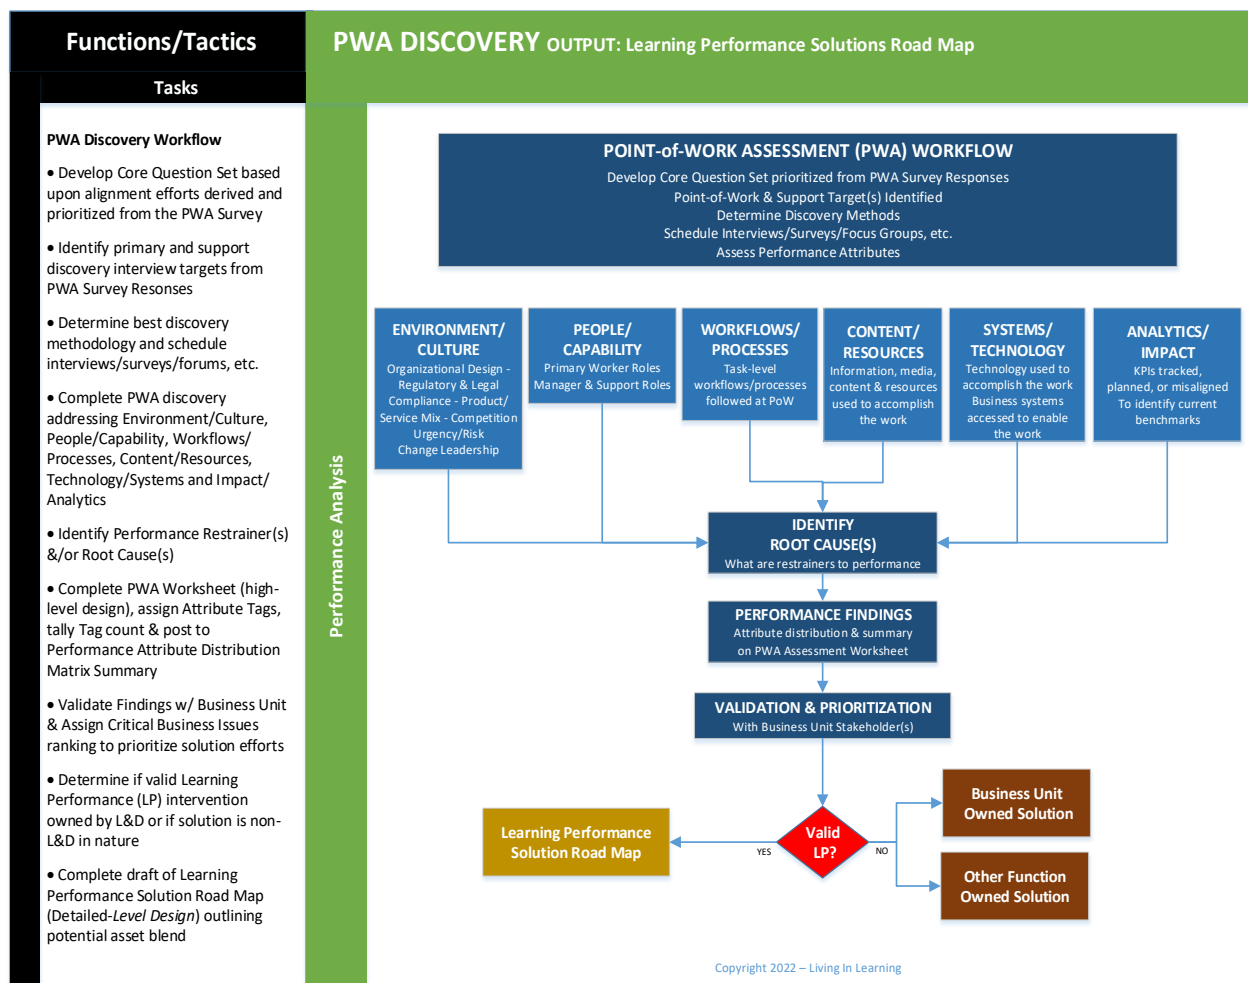 Functions/Tactics
Tasks
PWA DISCOVERY OUTPUT: Learning Performance Solutions Road Map
PWA Discovery Workflow
• Develop Core Question Set based
upon alignment efforts derived and
prioritized from the PWA Survey
• Identify primary and support
discovery interview targets from
PWA Survey Resonses
• Determine best discovery
methodology and schedule
interviews/surveys/forums, etc.
• Complete PWA discovery
addressing Environment/Culture,
People/Capability, Workflows/
Processes, Content/Resources,
Technology/Systems and Impact/
Analytics
• Identify Performance Restrainer(s)
&/or Root Cause(s)
• Complete PWA Worksheet (high-
level design), assign Attribute Tags,
tally Tag count & post to
Performance Attribute Distribution
Matrix Summary
• Validate Findings w/ Business Unit
& Assign Critical Business Issues
ranking to prioritize solution efforts
• Determine if valid Learning
Performance (LP) intervention
owned by L&D or if solution is non-
L&D in nature
• Complete draft of Learning
Performance Solution Road Map
(Detailed-Level Design) outlining
potential asset blend
Performance Analysis
POINT-of-WORK ASSESSMENT (PWA) WORKFLOW
Develop Core Question Set prioritized from PWA Survey Responses
Point-of-Work & Support Target(s) Identified
Determine Discovery Methods
Schedule Interviews/Surveys/Focus Groups, etc.
Assess Performance Attributes
ENVIRONMENT/
CULTURE
Organizational Design -
Regulatory & Legal
Compliance - Product/
Service Mix - Competition
Urgency/Risk
Change Leadership
PEOPLE/
CAPABILITY
Primary Worker Roles
Manager & Support Roles
WORKFLOWS/
PROCESSES
Task-level
workflows/processes
followed at PoW
CONTENT/
RESOURCES
Information, media,
content & resources
used to accomplish
the work
SYSTEMS/
TECHNOLOGY
Technology used to
accomplish the work
Business systems
accessed to enable
the work
ANALYTICS/
IMPACT
KPIs tracked,
planned, or misaligned
To identify current
benchmarks
IDENTIFY
ROOT CAUSE(S)
What are restrainers to performance
PERFORMANCE FINDINGS
Attribute distribution & summary
on PWA Assessment Worksheet
VALIDATION & PRIORITIZATION
With Business Unit Stakeholder(s)
Valid
LP?
YES
NO
Learning Performance
Solution Road Map
Business Unit
Owned Solution
Other Function
Owned Solution
Copyright 2022 – Living In Learning